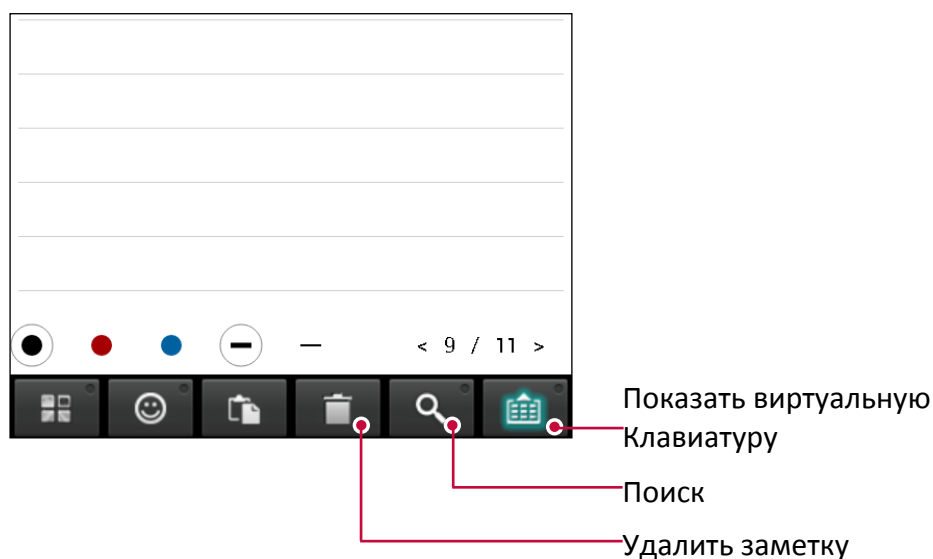 < 9 / 11 >
Показать виртуальную
Клавиатуру
Поиск
Удалить заметку